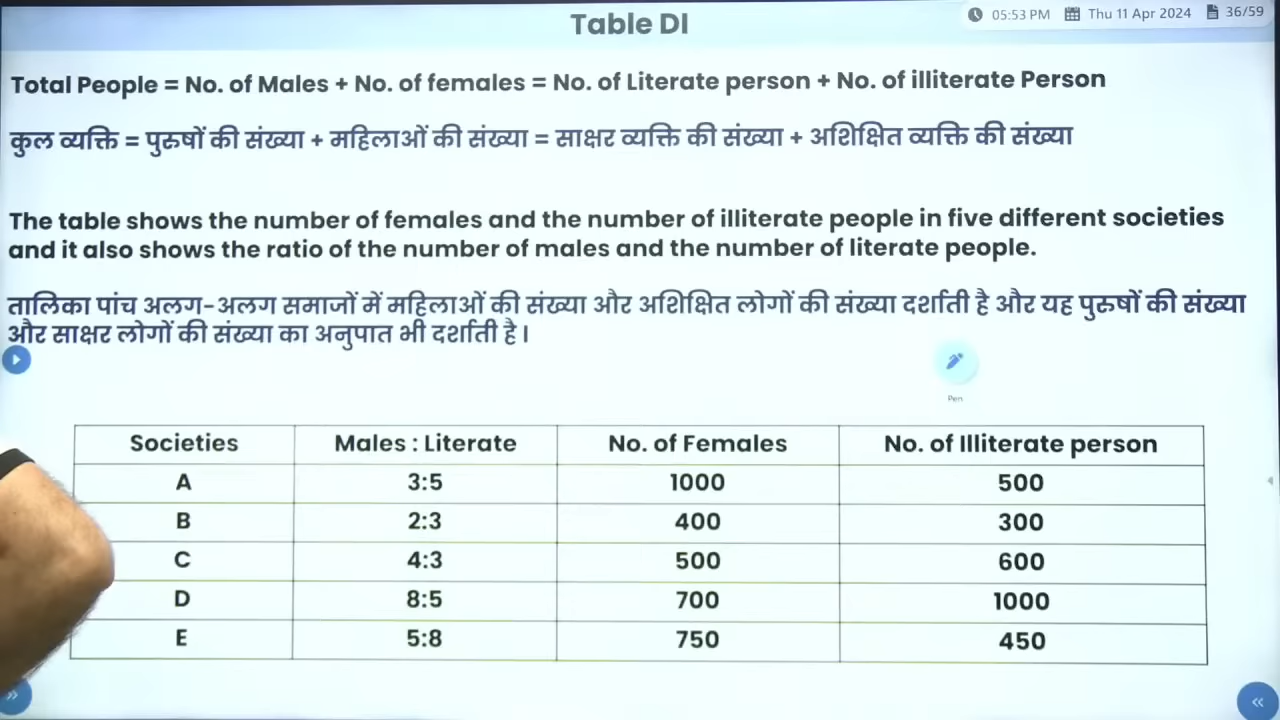 Table DI
05:53 PM Thu 11 Apr 2024 36/59
Total People = No. of Males + No. of females = No. of Literate person + No. of illiterate Person
कुल व्यक्ति = पुरुषों की संख्या + महिलाओं की संख्या = साक्षर व्यक्ति की संख्या + अशिक्षित व्यक्ति की संख्या
The table shows the number of females and the number of illiterate people in five different societies
and it also shows the ratio of the number of males and the number of literate people.
तालिका पांच अलग-अलग समाजों में महिलाओं की संख्या और अशिक्षित लोगों की संख्या दर्शाती है और यह पुरुषों की संख्या
और साक्षर लोगों की संख्या का अनुपात भी दर्शाती है।
Pen
Societies Males : Literate No. of Females No. of Illiterate person
A 3:5 1000 500
B 2:3 400 300
C 4:3 500 600
D 8:5 700 1000
E 5:8 750 450